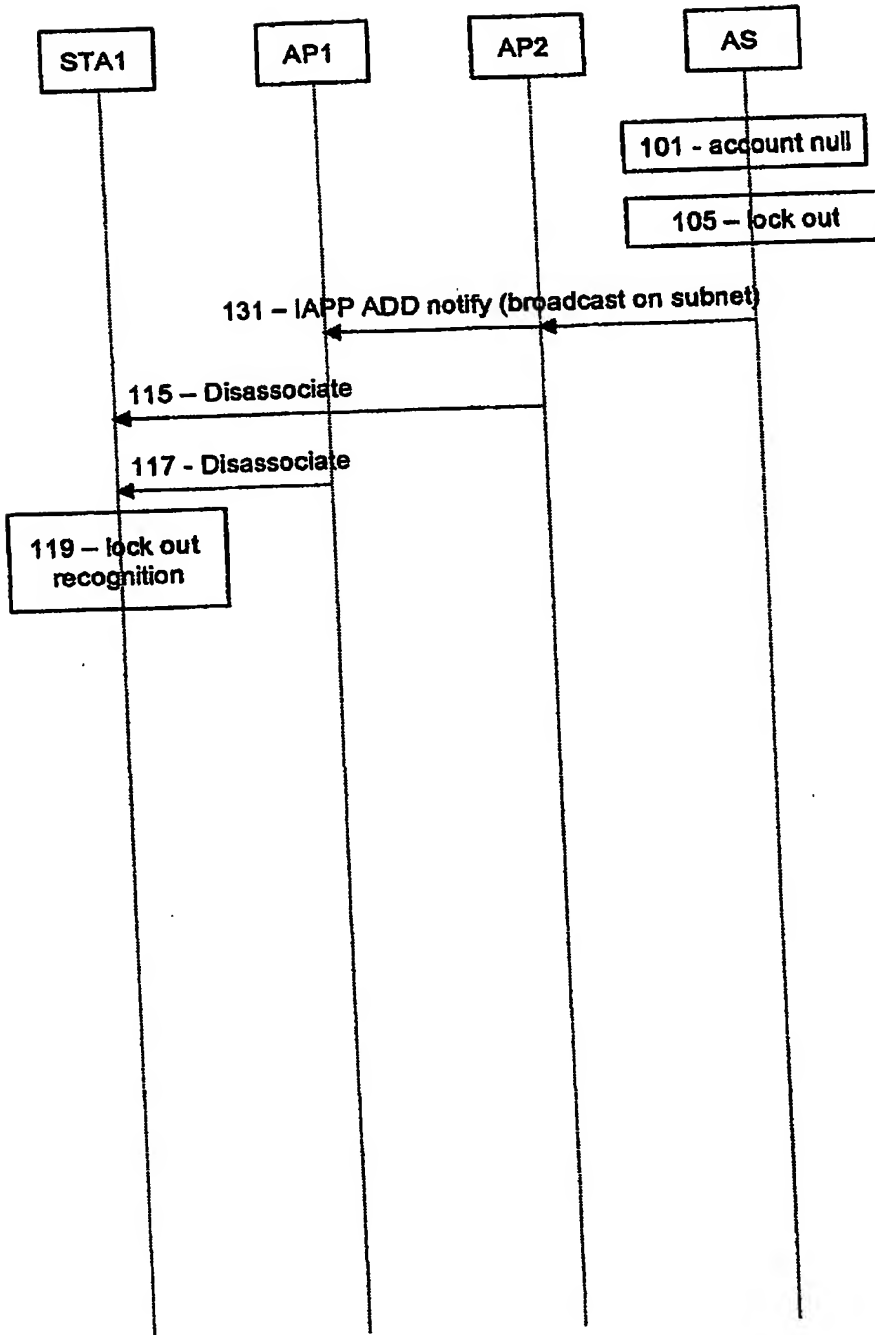 STA1
AP1
AP2
AS
101 - account null
105 – lock out
131 – IAPP ADD notify (broadcast on subnet)
115 – Disassociate
117 - Disassociate
119 – lock out
recognition